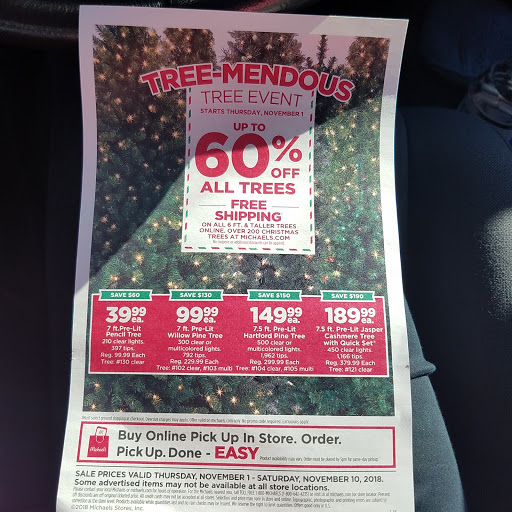 TREE-MENDOUS
TREE EVENT
STARTS THURSDAY, NOVEMBER 1
UP TO
60% OFF
ALL TREES
FREE
SHIPPING
ON ALL 6 FT. & TALLER TREES
ONLINE. OVER 200 CHRISTMAS
TREES AT MICHAELS.COM
SAVE $60
39.99 ea.
7 ft. Pre-Lit
Pencil Tree
210 clear lights.
397 tips.
Reg. 99.99 Each
Tree: #130 clear
SAVE $130
99.99 ea.
7 ft. Pre-Lit
Willow Pine Tree
300 clear or
multicolored lights.
792 tips.
Reg. 229.99 Each
Tree: #102 clear, #103 multi
SAVE $150
149.99 ea.
7.5 ft. Pre-Lit
Hartford Pine Tree
500 clear or
multicolored lights.
1,962 tips.
Reg. 299.99 Each
Tree: #104 clear, #105 multi
SAVE $190
189.99 ea.
7.5 ft. Pre-Lit Jasper
Cashmere Tree
with Quick Set®
450 clear lights.
1,166 tips.
Reg. 379.99 Each
Tree: #121 clear
Michaels
Buy Online Pick Up In Store. Order.
Pick Up. Done - EASY
SALE PRICES VALID THURSDAY, NOVEMBER 1 - SATURDAY, NOVEMBER 10, 2018.
Some advertised items may not be available at all store locations.
©2018 Michaels Stores, Inc.